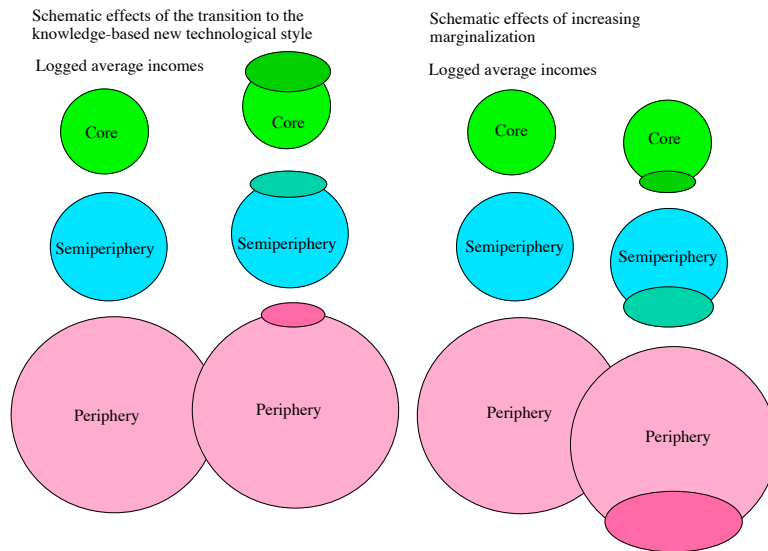 Schematic effects of the transition to the
knowledge-based new technological style
Logged average incomes
Core
Core
Semiperiphery
Semiperiphery
Periphery
Periphery
Schematic effects of increasing
marginalization
Logged average incomes
Core
Core
Semiperiphery
Semiperiphery
Periphery
Periphery